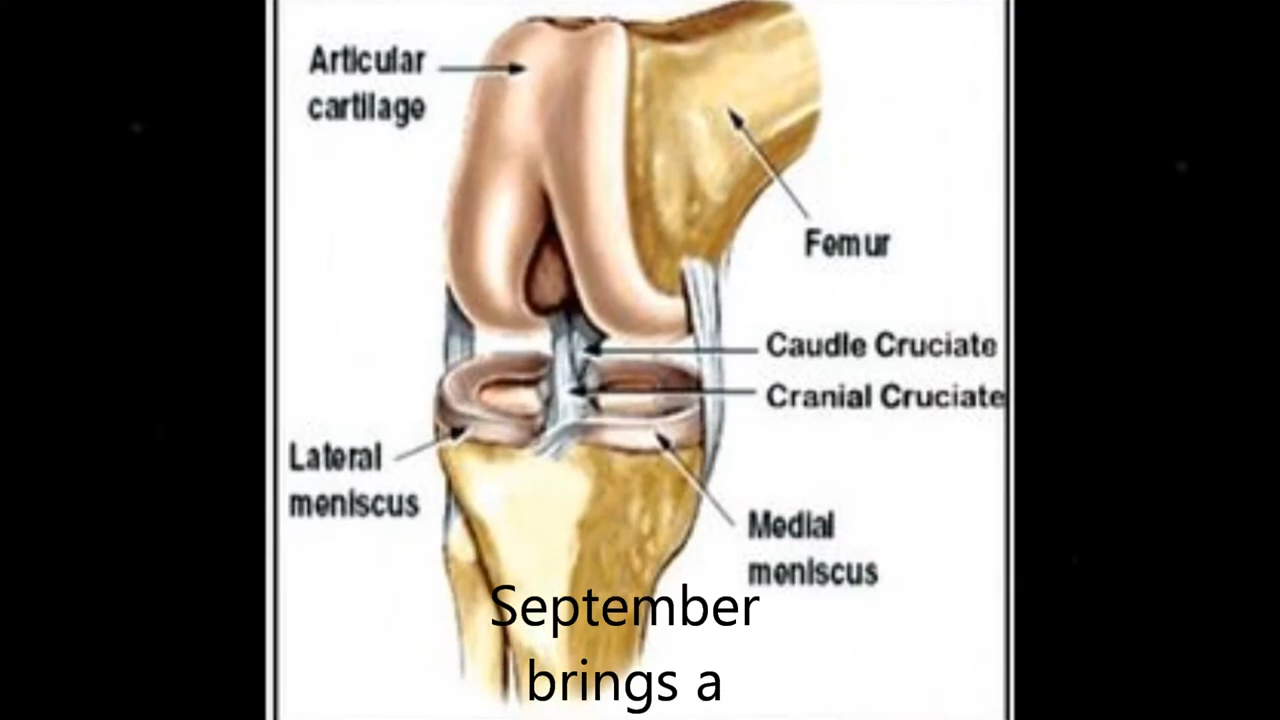 Articular
cartilage
Femur
Caudle Cruciate
Cranial Cruciate
Lateral
meniscus
Medial
meniscus
September
brings a